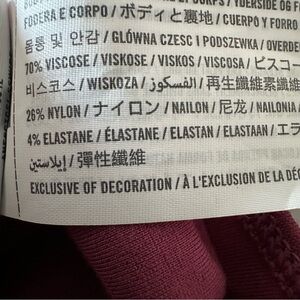 FODERA E CORPO / ボディと裏地 / CUERPO Y FORRO
몸통 및 안감 / GŁÓWNA CZESC I PODSZEWKA / OVERDE
70% VISCOSE / VISKOSE / VISKOS / VISCOSA / ビスコー
비스코스 / WISKOZA / الفسكوز / 再生纖維素纖維
26% NYLON / ナイロン / NAILON / 尼龙 / NAILONIA
4% ELASTANE / ÉLASTANE / ELASTAN / ELASTAAN / エラ
إيلاستين / 彈性纖維
EXCLUSIVE OF DECORATION / À L'EXCLUSION DE LA DÉC